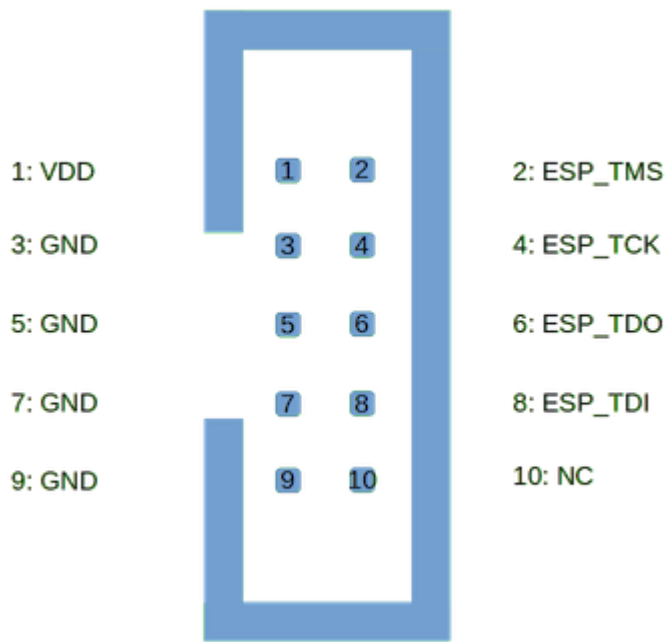 1: VDD 1 2 2: ESP_TMS
3: GND 3 4 4: ESP_TCK
5: GND 5 6 6: ESP_TDO
7: GND 7 8 8: ESP_TDI
9: GND 9 10 10: NC